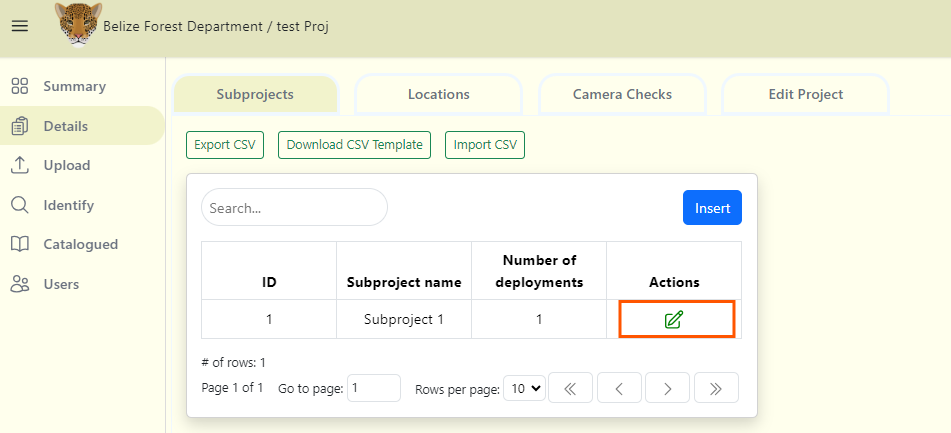 Belize Forest Department / test Proj
Summary
Details
Upload
Identify
Catalogued
Users
Subprojects Locations Camera Checks Edit Project
Export CSV Download CSV Template Import CSV
Search... Insert
ID Subproject name Number of deployments Actions
1 Subproject 1 1
# of rows: 1
Page 1 of 1 Go to page: 1 Rows per page: 10